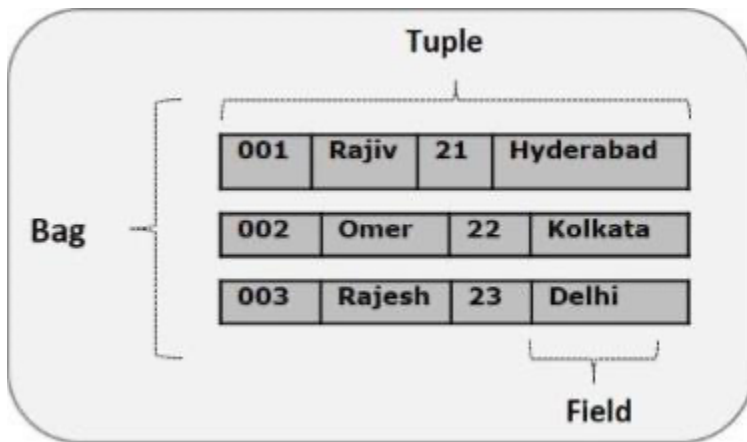 Tuple
001 Rajiv 21 Hyderabad
Bag
002 Omer 22 Kolkata
003 Rajesh 23 Delhi
Field